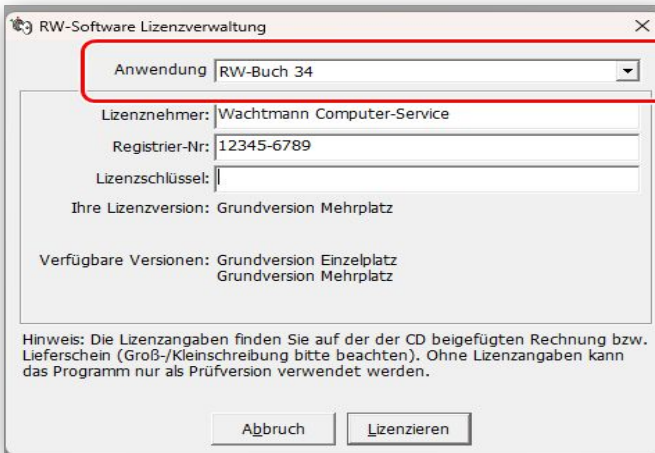 RW-Software Lizenzverwaltung
Anwendung RW-Buch 34
Lizenznehmer: Wachtmann Computer-Service
Registrier-Nr: 12345-6789
Lizenzschlüssel:
Ihre Lizenzversion: Grundversion Mehrplatz
Verfügbare Versionen: Grundversion Einzelplatz
Grundversion Mehrplatz
Hinweis: Die Lizenzangaben finden Sie auf der der CD beigefügten Rechnung bzw.
Lieferschein (Groß-/Kleinschreibung bitte beachten). Ohne Lizenzangaben kann
das Programm nur als Prüfversion verwendet werden.
Abbruch Lizenzieren